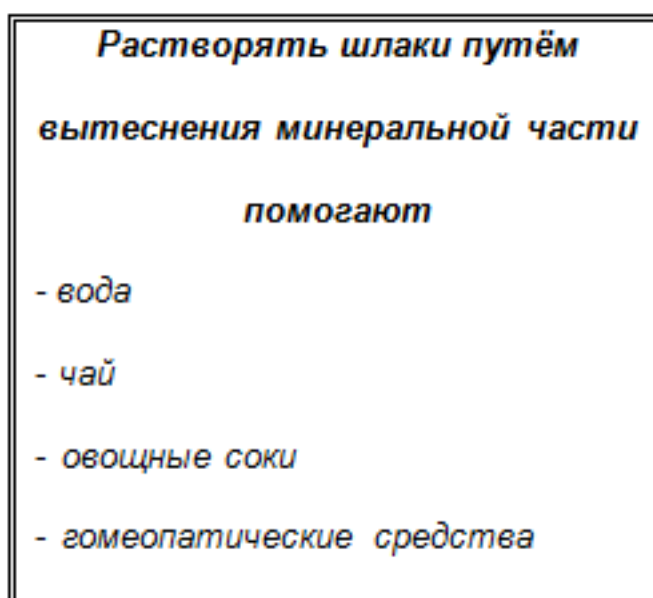 Растворять шлаки путём
вытеснения минеральной части
помогают
- вода
- чай
- овощные соки
- гомеопатические средства